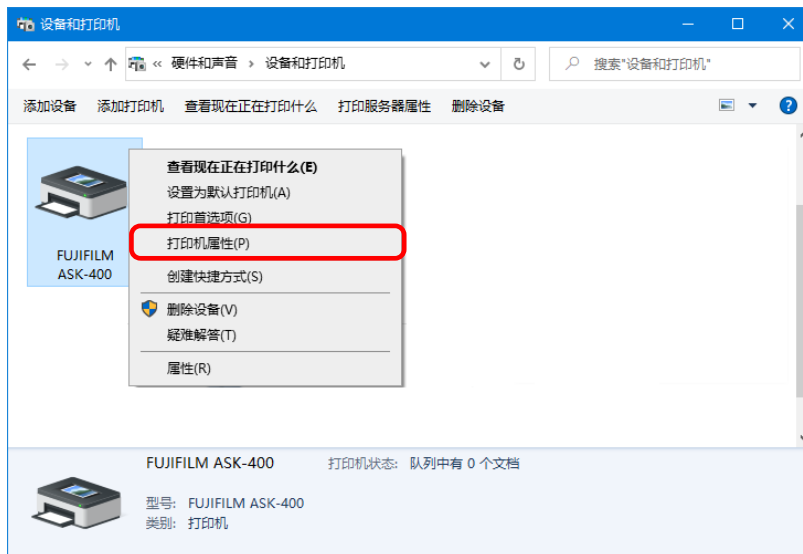 设备和打印机
« 硬件和声音 › 设备和打印机
搜索"设备和打印机"
添加设备 添加打印机 查看现在正在打印什么 打印服务器属性 删除设备
?
查看现在正在打印什么(E)
设置为默认打印机(A)
打印首选项(G)
打印机属性(P)
创建快捷方式(S)
删除设备(V)
疑难解答(T)
属性(R)
FUJIFILM
ASK-400
FUJIFILM ASK-400 打印机状态: 队列中有 0 个文档
型号: FUJIFILM ASK-400
类别: 打印机